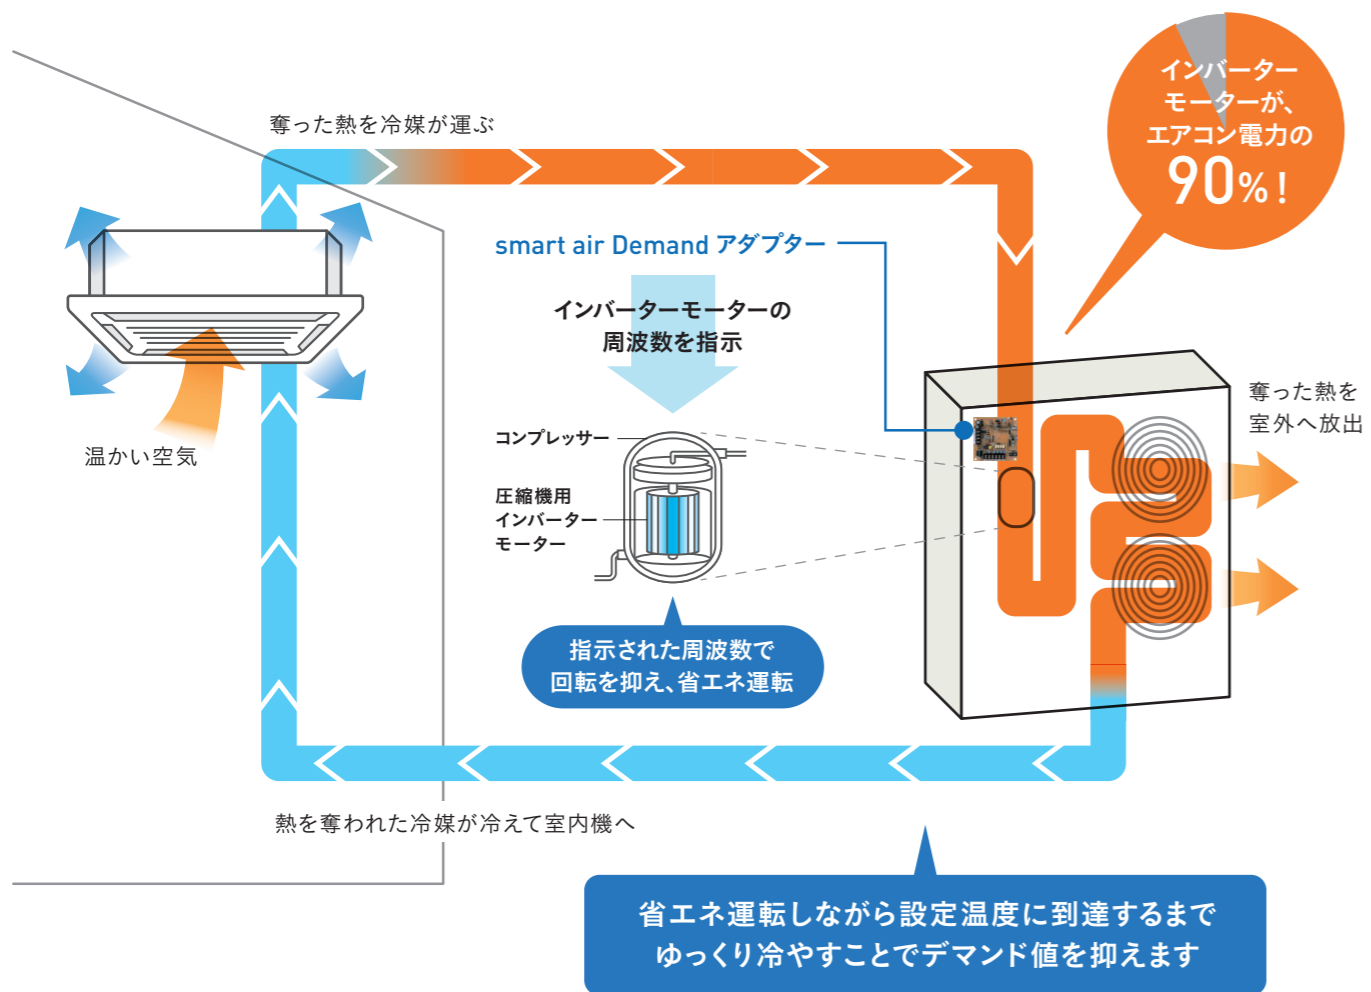 インバーター
モーターが、
エアコン電力の
90%！
奪った熱を冷媒が運ぶ
smart air Demand アダプター
インバーターモーターの
周波数を指示
温かい空気
奪った熱を
室外へ放出
コンプレッサー
圧縮機用
インバーター
モーター
指示された周波数で
回転を抑え、省エネ運転
熱を奪われた冷媒が冷えて室内機へ
省エネ運転しながら設定温度に到達するまで
ゆっくり冷やすことでデマンド値を抑えます